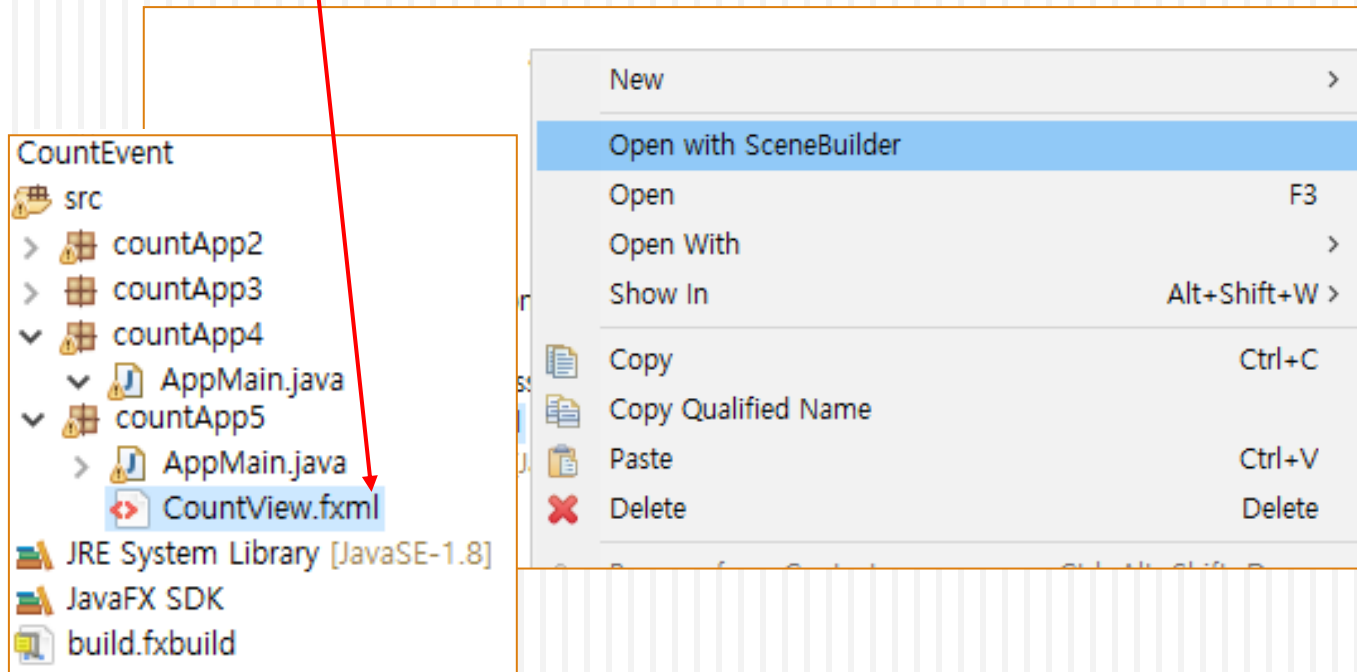 CountEvent
src
countApp2
countApp3
countApp4
AppMain.java
countApp5
AppMain.java
CountView.fxml
JRE System Library [JavaSE-1.8]
JavaFX SDK
build.fxbuild
New >
Open with SceneBuilder
Open F3
Open With >
Show In Alt+Shift+W >
Copy Ctrl+C
Copy Qualified Name
Paste Ctrl+V
Delete Delete